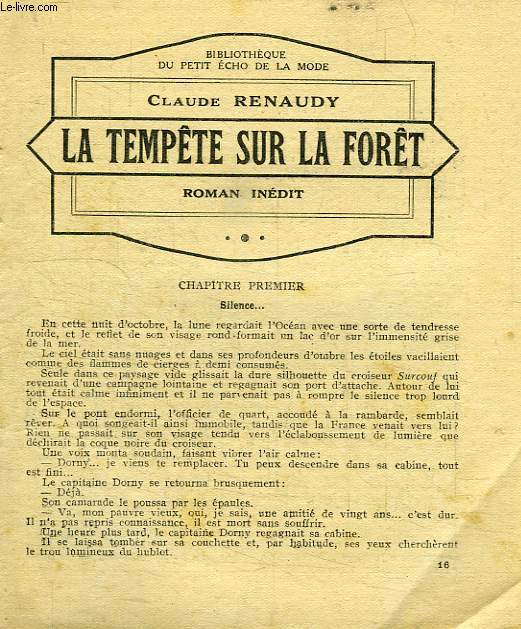 Le-livre.com
BIBLIOTHÈQUE
DU PETIT ÉCHO DE LA MODE
CLAUDE RENAUDY
LA TEMPÊTE SUR LA FORÊT
ROMAN INÉDIT
CHAPITRE PREMIER
Silence...
En cette nuit d'octobre, la lune regardait l'Océan avec une sorte de tendresse
froide, et le reflet de son visage rond formait un lac d'or sur l'immensité grise
de la mer.
Le ciel était sans nuages et dans ses profondeurs d'ombre les étoiles vacillaient
comme des flammes de cierges à demi consumés.
Seule dans ce paysage vide glissait la dure silhouette du croiseur Surcouf qui
revenait d'une campagne lointaine et regagnait son port d'attache. Autour de lui
tout était calme infiniment et il ne parvenait pas à rompre le silence trop lourd
de l'espace.
Sur le pont endormi, l'officier de quart, accoudé à la rambarde, semblait
rêver. A quoi songeait-il ainsi immobile, tandis que la France venait vers lui ?
Rien ne passait sur son visage tendu vers l'éclaboussement de lumière que
déchirait la coque noire du croiseur.
Une voix monta soudain, faisant vibrer l'air calme :
— Dorny... je viens te remplacer. Tu peux descendre dans sa cabine, tout
est fini...
Le capitaine Dorny se retourna brusquement :
— Déjà.
Son camarade le poussa par les épaules.
— Va, mon pauvre vieux, oui, je sais, une amitié de vingt ans... c'est dur.
Il n'a pas repris connaissance, il est mort sans souffrir.
Une heure plus tard, le capitaine Dorny regagnait sa cabine.
Il se laissa tomber sur sa couchette et, par habitude, ses yeux cherchèrent
le trou lumineux du hublot.
16